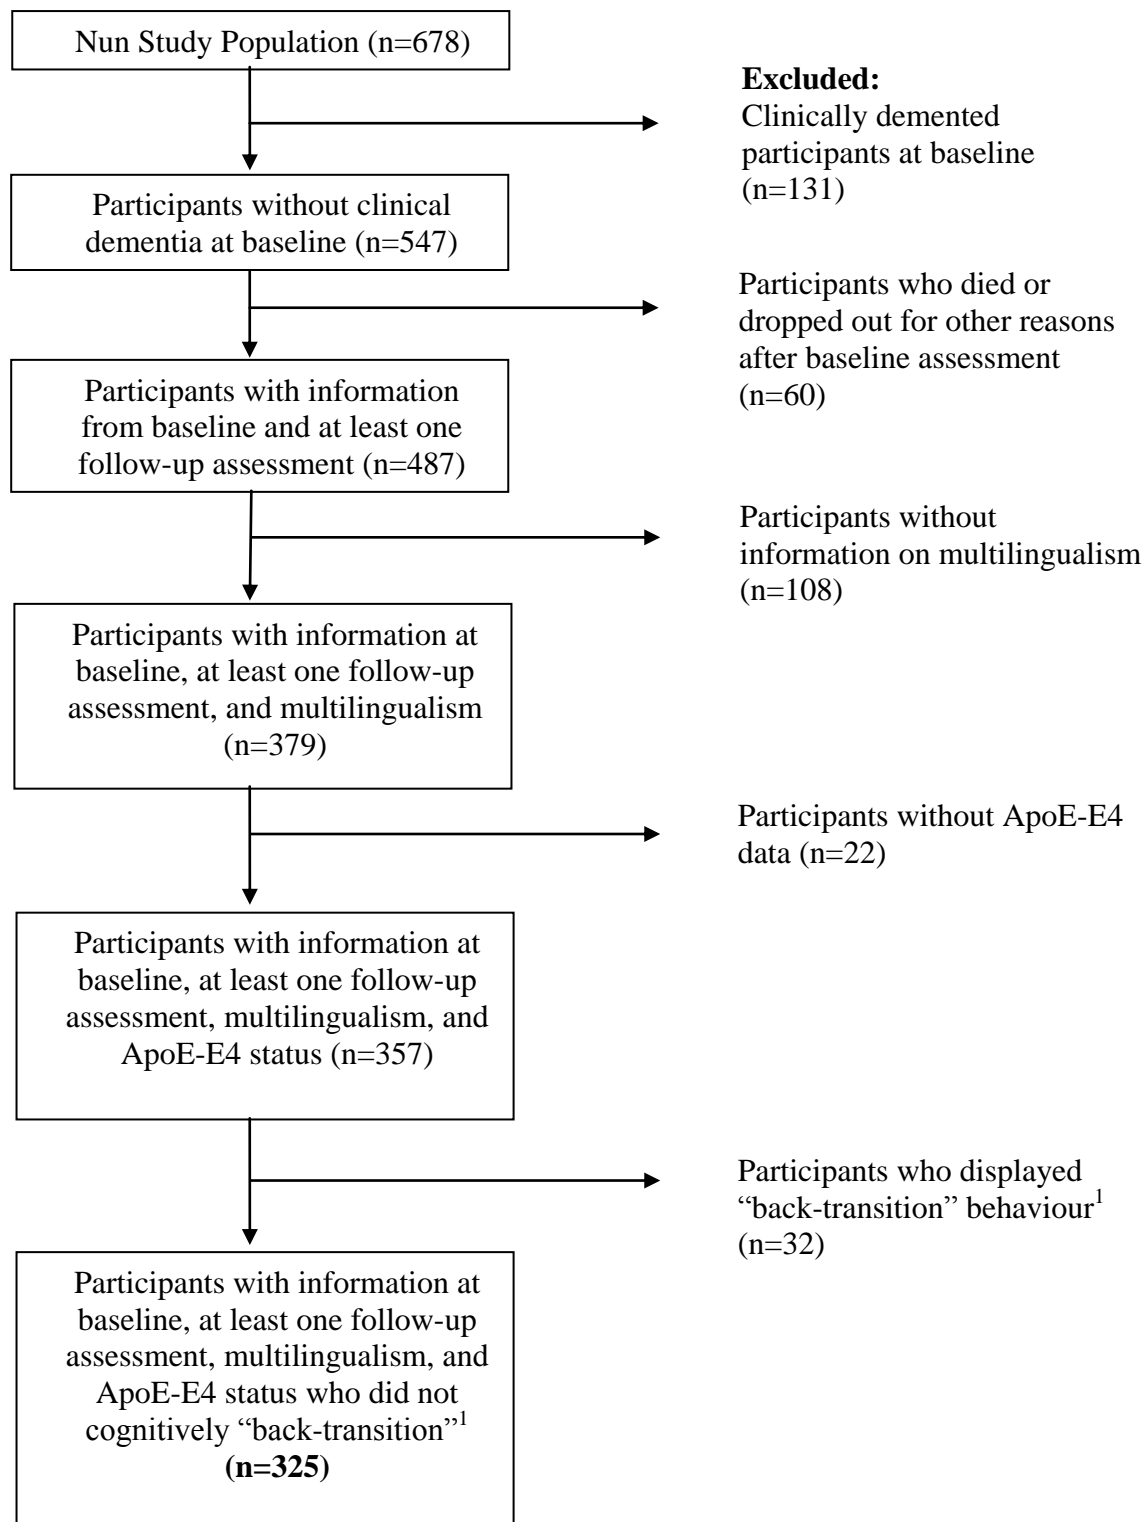 Nun Study Population (n=678)
Excluded:
Clinically demented
participants at baseline
(n=131)
Participants without clinical
dementia at baseline (n=547)
Participants who died or
dropped out for other reasons
after baseline assessment
(n=60)
Participants with information
from baseline and at least one
follow-up assessment (n=487)
Participants without
information on multilingualism
(n=108)
Participants with information at
baseline, at least one follow-up
assessment, and multilingualism
(n=379)
Participants without ApoE-E4
data (n=22)
Participants with information at
baseline, at least one follow-up
assessment, multilingualism, and
ApoE-E4 status (n=357)
Participants who displayed
“back-transition” behaviour1
(n=32)
Participants with information at
baseline, at least one follow-up
assessment, multilingualism, and
ApoE-E4 status who did not
cognitively “back-transition”1
(n=325)